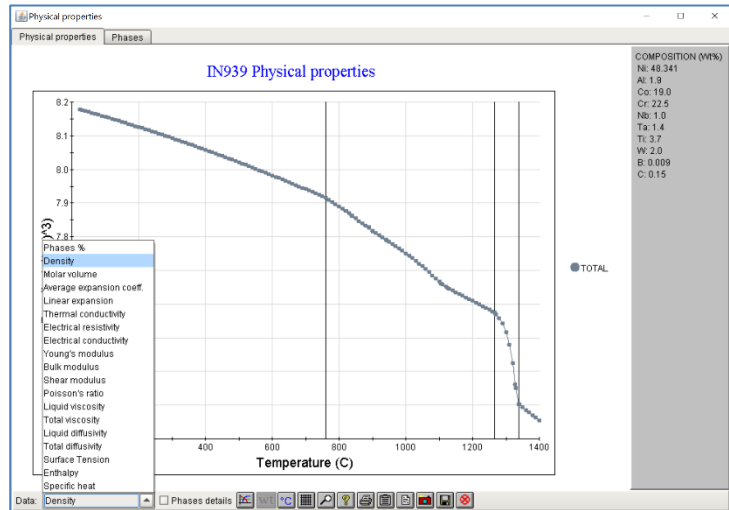 Physical properties
Physical properties Phases
IN939 Physical properties
8.2
8.1
8.0
7.9
7.8
^3)
400 600 800 1000 1200 1400
Temperature (C)
TOTAL
COMPOSITION (Wt%)
Ni: 48.341
Al: 1.9
Co: 19.0
Cr: 22.5
Nb: 1.0
Ta: 1.4
Ti: 3.7
W: 2.0
B: 0.009
C: 0.15
Phases %
Density
Molar volume
Average expansion coeff.
Linear expansion
Thermal conductivity
Electrical resistivity
Electrical conductivity
Young's modulus
Bulk modulus
Shear modulus
Poisson's ratio
Liquid viscosity
Total viscosity
Liquid diffusivity
Total diffusivity
Surface Tension
Enthalpy
Specific heat
Data: Density Phases details WT °C